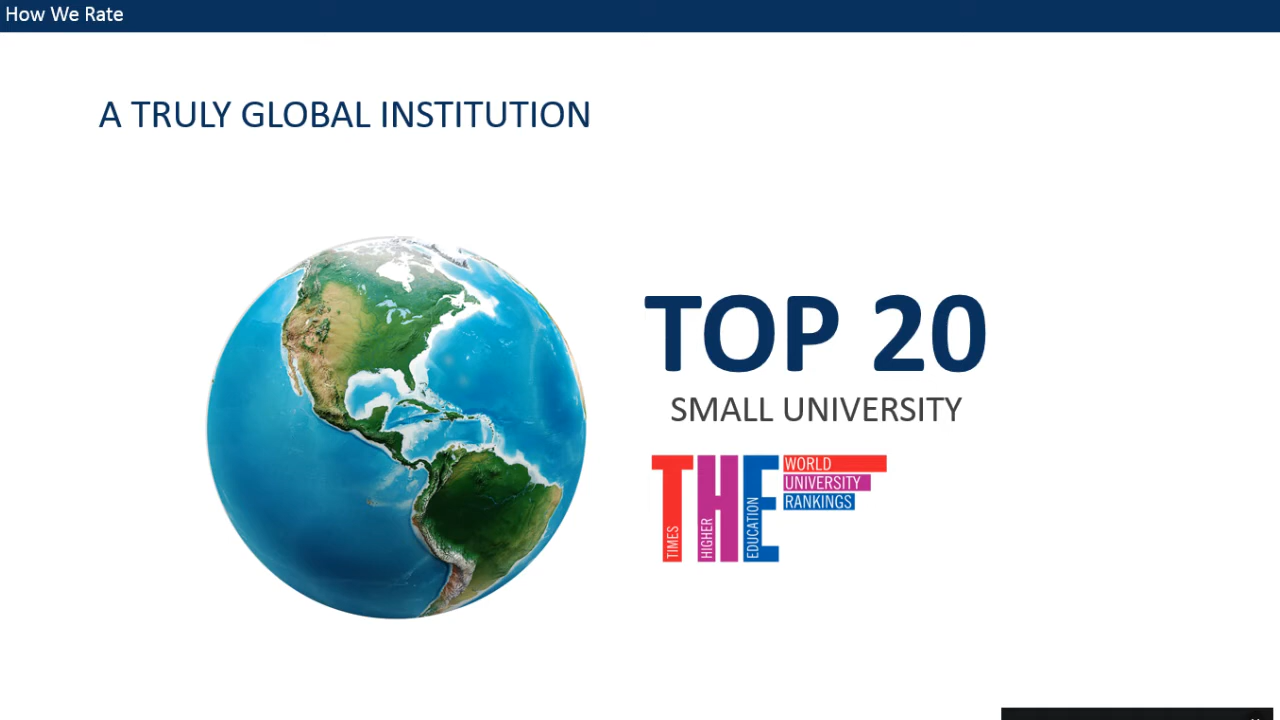 How We Rate
A TRULY GLOBAL INSTITUTION
TOP 20
SMALL UNIVERSITY
THE
TIMES
HIGHER
EDUCATION
WORLD
UNIVERSITY
RANKINGS